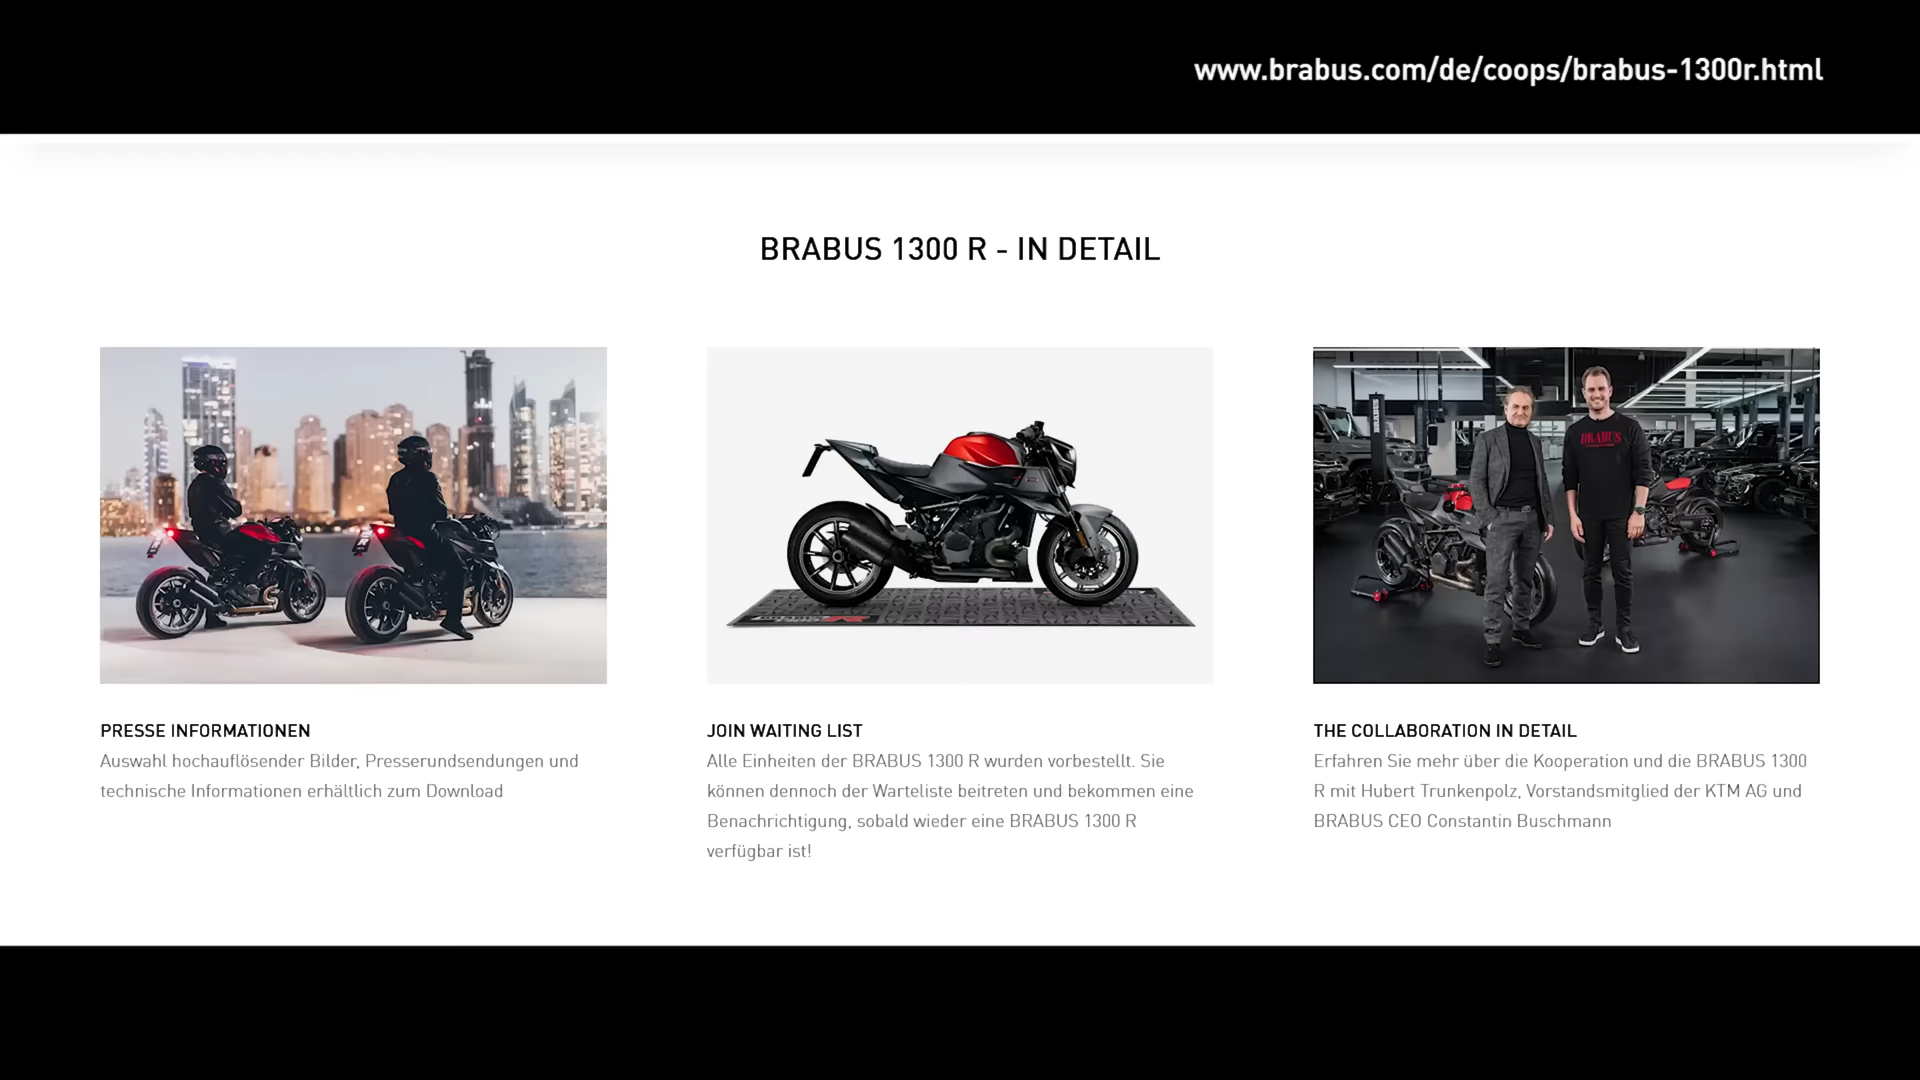 www.brabus.com/de/coops/brabus-1300r.html
BRABUS 1300 R - IN DETAIL
BRABUS
BRABUS
PRESSE INFORMATIONEN
Auswahl hochauflösender Bilder, Presserundsendungen und
technische Informationen erhältlich zum Download
JOIN WAITING LIST
Alle Einheiten der BRABUS 1300 R wurden vorbestellt. Sie
können dennoch der Warteliste beitreten und bekommen eine
Benachrichtigung, sobald wieder eine BRABUS 1300 R
verfügbar ist!
THE COLLABORATION IN DETAIL
Erfahren Sie mehr über die Kooperation und die BRABUS 1300
R mit Hubert Trunkenpolz, Vorstandsmitglied der KTM AG und
BRABUS CEO Constantin Buschmann